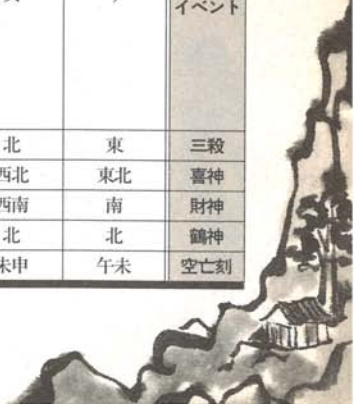 イベント
北 東 三殺
西北 東北 喜神
西南 南 財神
北 北 鶴神
未申 午未 空亡刻